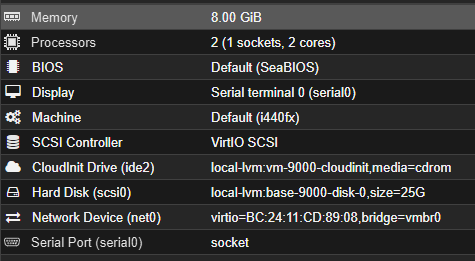 Memory 8.00 GiB
Processors 2 (1 sockets, 2 cores)
BIOS Default (SeaBIOS)
Display Serial terminal 0 (serial0)
Machine Default (i440fx)
SCSI Controller VirtIO SCSI
CloudInit Drive (ide2) local-lvm:vm-9000-cloudinit,media=cdrom
Hard Disk (scsi0) local-lvm:base-9000-disk-0,size=25G
Network Device (net0) virtio=BC:24:11:CD:89:08,bridge=vmbr0
Serial Port (serial0) socket